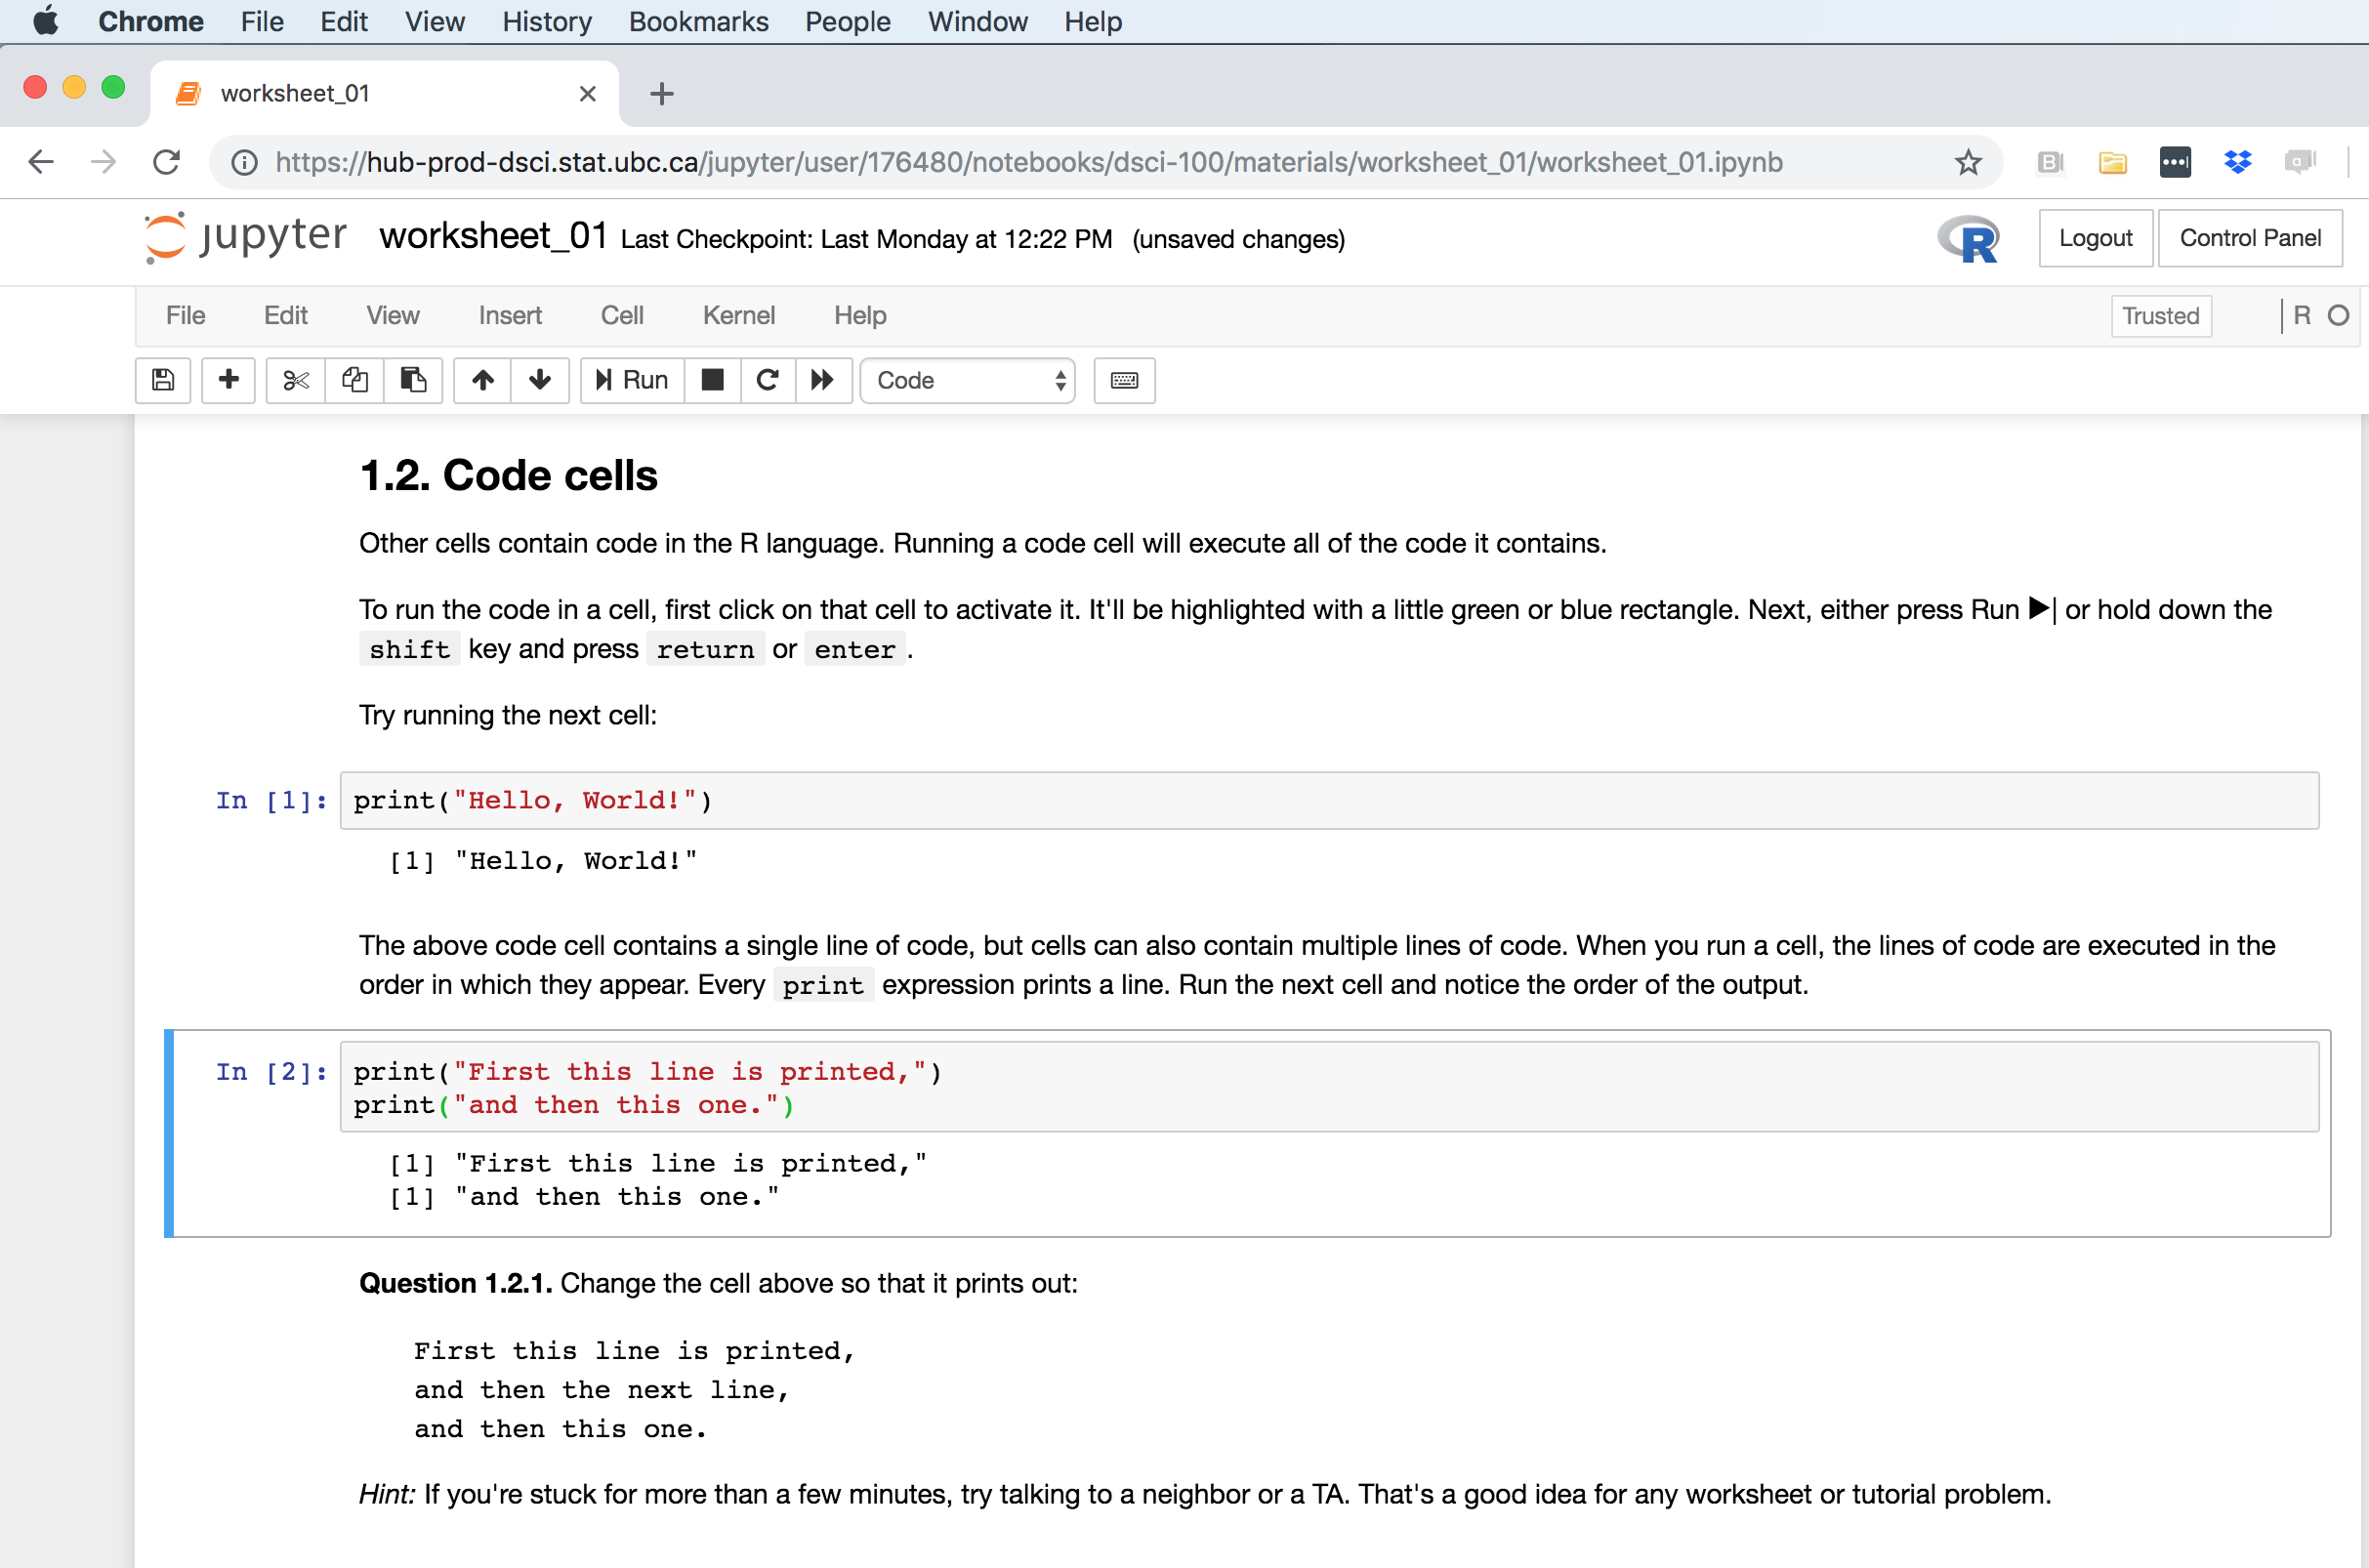 Chrome File Edit View History Bookmarks People Window Help
worksheet_01
https://hub-prod-dsci.stat.ubc.ca/jupyter/user/176480/notebooks/dsci-100/materials/worksheet_01/worksheet_01.ipynb
jupyter worksheet_01 Last Checkpoint: Last Monday at 12:22 PM (unsaved changes) R Logout Control Panel
File Edit View Insert Cell Kernel Help Trusted R
Run Code
1.2. Code cells
Other cells contain code in the R language. Running a code cell will execute all of the code it contains.
To run the code in a cell, first click on that cell to activate it. It'll be highlighted with a little green or blue rectangle. Next, either press Run ▶| or hold down the
shift key and press return or enter.
Try running the next cell:
In [1]: print("Hello, World!")
[1] "Hello, World!"
The above code cell contains a single line of code, but cells can also contain multiple lines of code. When you run a cell, the lines of code are executed in the
order in which they appear. Every print expression prints a line. Run the next cell and notice the order of the output.
In [2]: print("First this line is printed,")
print("and then this one.")
[1] "First this line is printed,"
[1] "and then this one."
Question 1.2.1. Change the cell above so that it prints out:
First this line is printed,
and then the next line,
and then this one.
Hint: If you're stuck for more than a few minutes, try talking to a neighbor or a TA. That's a good idea for any worksheet or tutorial problem.